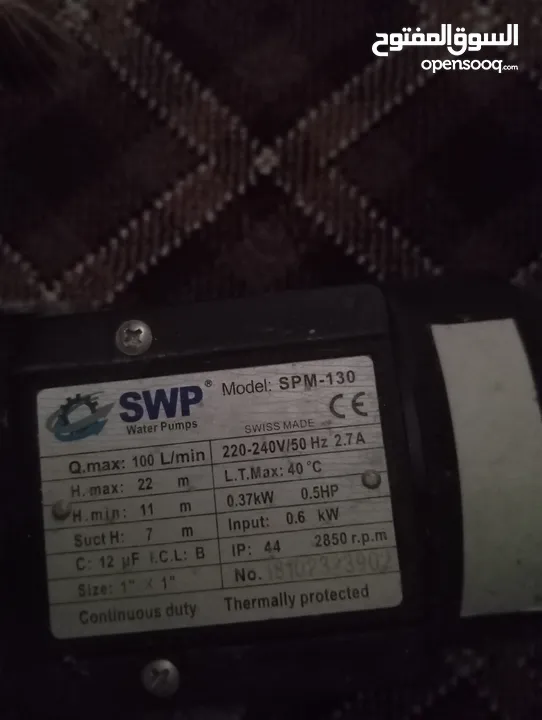 السوق المفتوح
opensooq.com
SWP® Model: SPM-130
Water Pumps SWISS MADE CE
Q.max: 100 L/min 220-240V/50 Hz 2.7A
H.max: 22 m L.T.Max: 40 °C
H.min: 11 m 0.37kW 0.5HP
Suct H: 7 m Input: 0.6 kW
C: 12 µF I.C.L: B IP: 44 2850 r.p.m
Size: 1" X 1" No.
Continuous duty Thermally protected